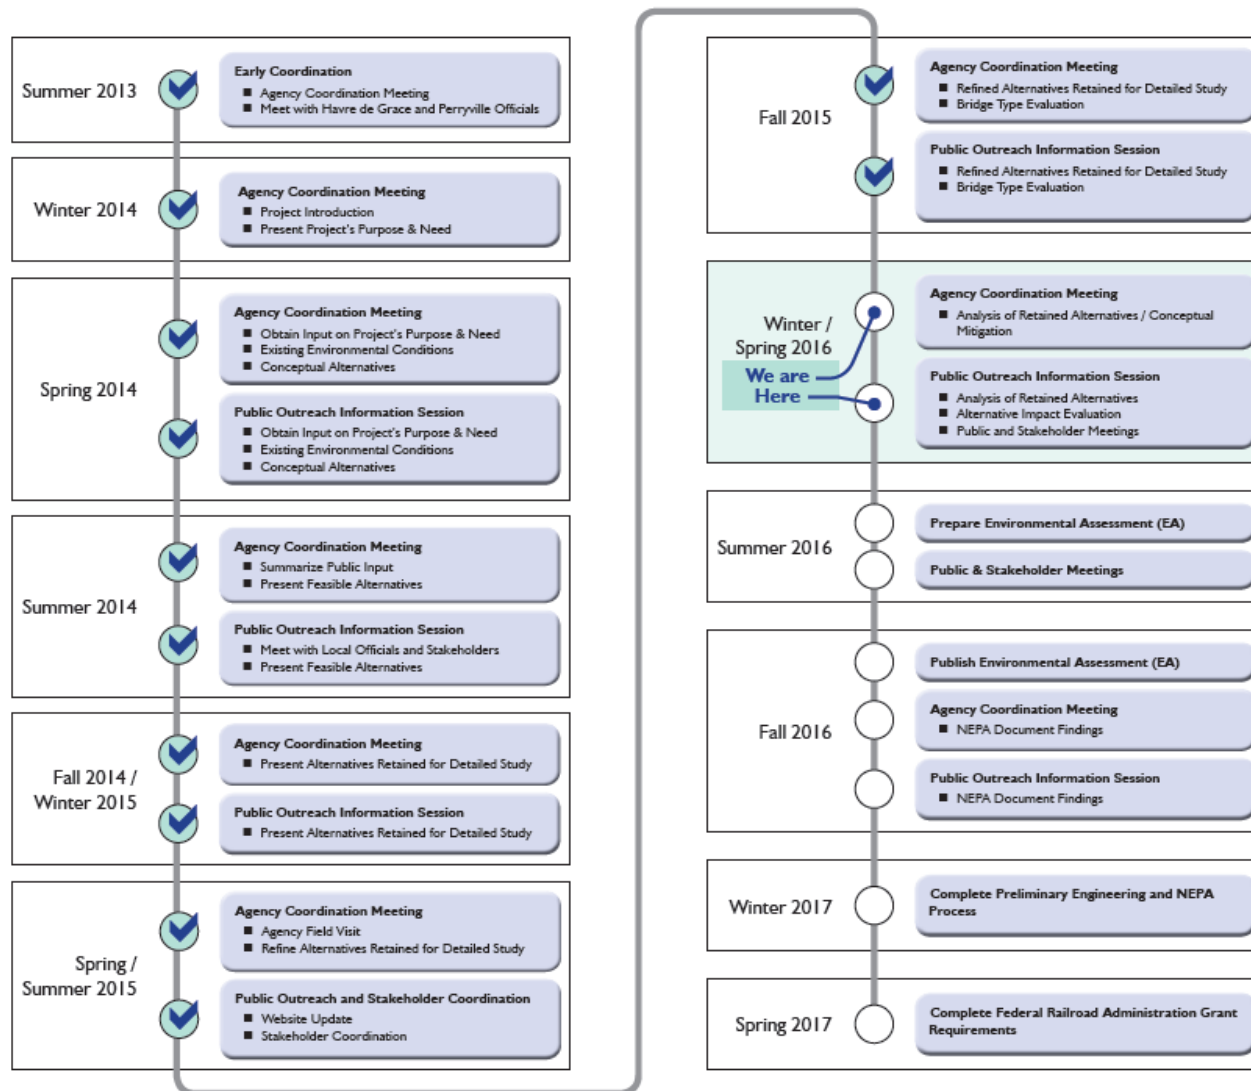 Summer 2013
Early Coordination
■ Agency Coordination Meeting
■ Meet with Havre de Grace and Perryville Officials
Winter 2014
Agency Coordination Meeting
■ Project Introduction
■ Present Project's Purpose & Need
Spring 2014
Agency Coordination Meeting
■ Obtain Input on Project's Purpose & Need
■ Existing Environmental Conditions
■ Conceptual Alternatives
Public Outreach Information Session
■ Obtain Input on Project's Purpose & Need
■ Existing Environmental Conditions
■ Conceptual Alternatives
Summer 2014
Agency Coordination Meeting
■ Summarize Public Input
■ Present Feasible Alternatives
Public Outreach Information Session
■ Meet with Local Officials and Stakeholders
■ Present Feasible Alternatives
Fall 2014 /
Winter 2015
Agency Coordination Meeting
■ Present Alternatives Retained for Detailed Study
Public Outreach Information Session
■ Present Alternatives Retained for Detailed Study
Spring /
Summer 2015
Agency Coordination Meeting
■ Agency Field Visit
■ Refine Alternatives Retained for Detailed Study
Public Outreach and Stakeholder Coordination
■ Website Update
■ Stakeholder Coordination
Fall 2015
Agency Coordination Meeting
■ Refined Alternatives Retained for Detailed Study
■ Bridge Type Evaluation
Public Outreach Information Session
■ Refined Alternatives Retained for Detailed Study
■ Bridge Type Evaluation
Winter /
Spring 2016
We are
Here
Agency Coordination Meeting
■ Analysis of Retained Alternatives / Conceptual
Mitigation
Public Outreach Information Session
■ Analysis of Retained Alternatives
■ Alternative Impact Evaluation
■ Public and Stakeholder Meetings
Summer 2016
Prepare Environmental Assessment (EA)
Public & Stakeholder Meetings
Fall 2016
Publish Environmental Assessment (EA)
Agency Coordination Meeting
■ NEPA Document Findings
Public Outreach Information Session
■ NEPA Document Findings
Winter 2017
Complete Preliminary Engineering and NEPA
Process
Spring 2017
Complete Federal Railroad Administration Grant
Requirements